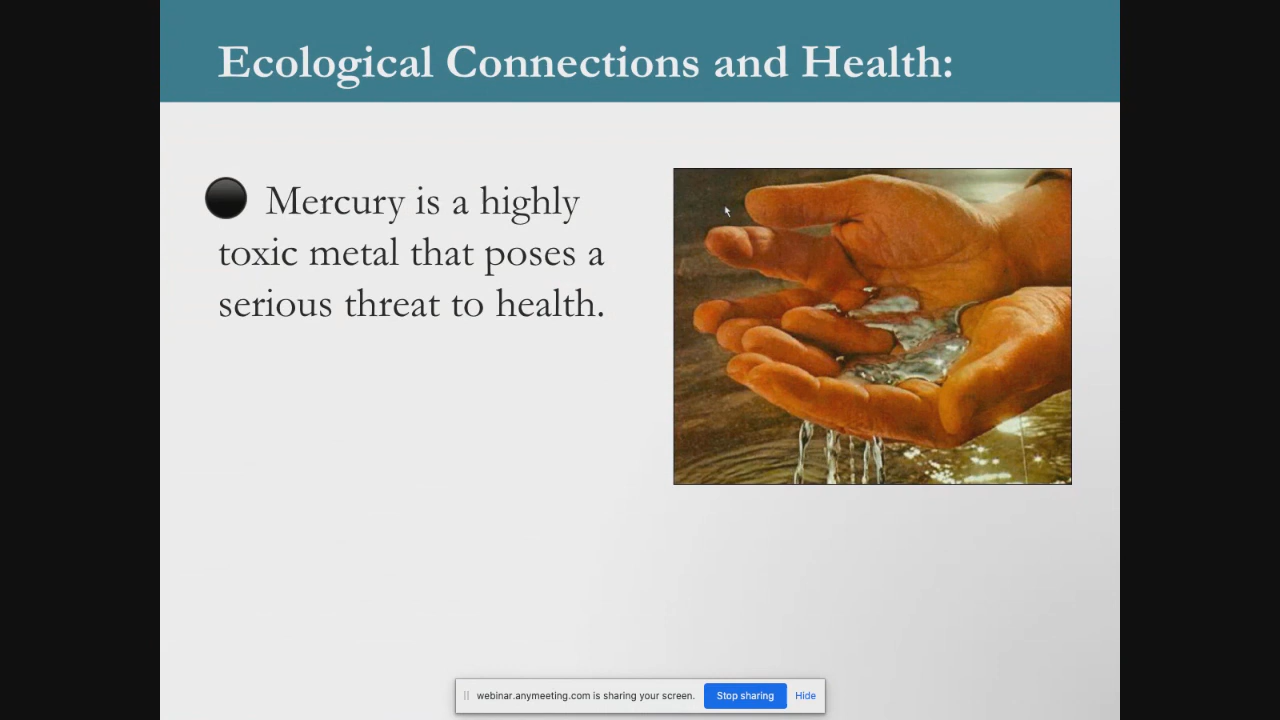 Ecological Connections and Health:
Mercury is a highly
toxic metal that poses a
serious threat to health.
webinar.anymeeting.com is sharing your screen.
Stop sharing
Hide